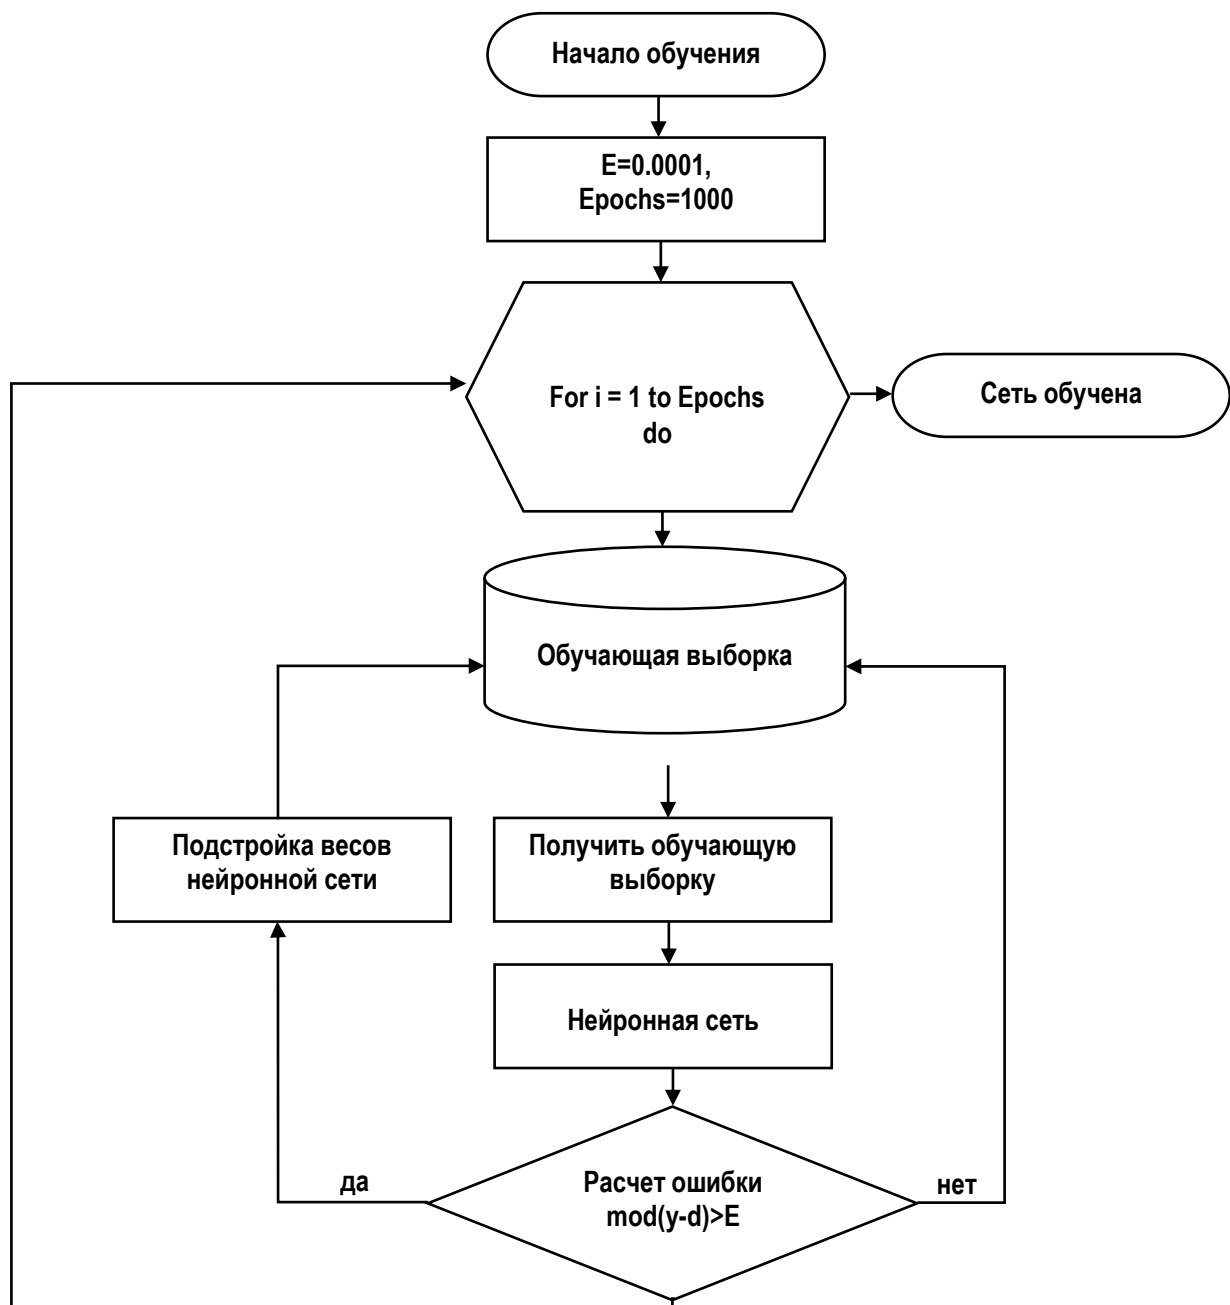 Начало обучения
E=0.0001,
Epochs=1000
For i = 1 to Epochs
do
Сеть обучена
Обучающая выборка
Подстройка весов
нейронной сети
Получить обучающую
выборку
Нейронная сеть
да
Расчет ошибки
mod(y-d)>E
нет